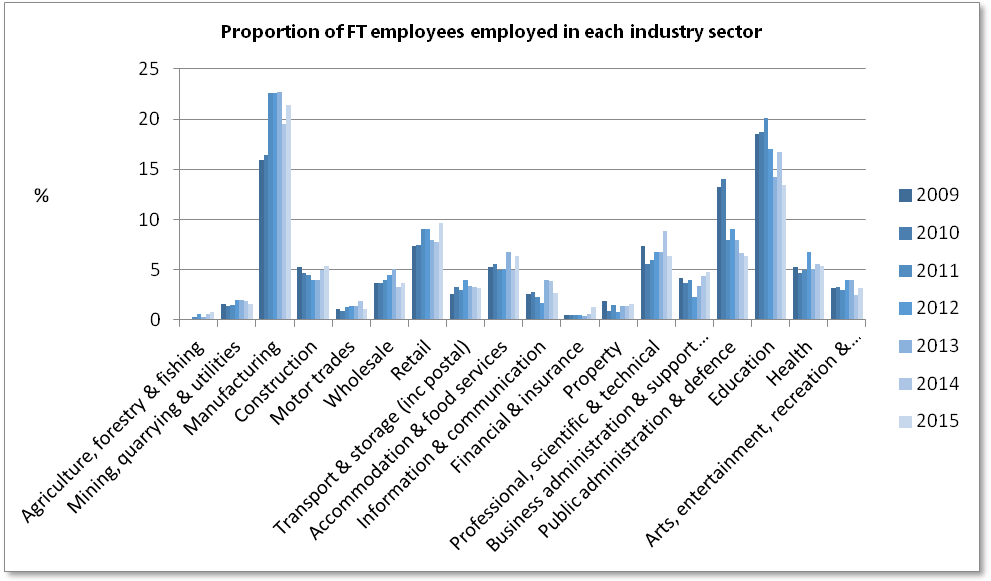 Proportion of FT employees employed in each industry sector
25
20
15
10
5
0
%
Agriculture, forestry & fishing
Mining, quarrying & utilities
Manufacturing
Construction
Motor trades
Wholesale
Retail
Transport & storage (inc postal)
Accommodation & food services
Information & communication
Financial & insurance
Property
Professional, scientific & technical
Business administration & support...
Public administration & defence
Education
Health
Arts, entertainment, recreation &...
2009
2010
2011
2012
2013
2014
2015